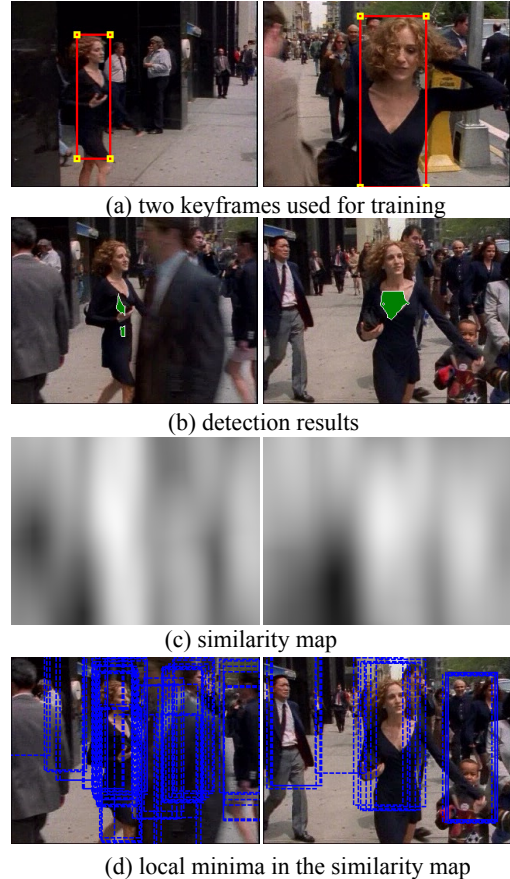 (a) two keyframes used for training
(b) detection results
(c) similarity map
(d) local minima in the similarity map